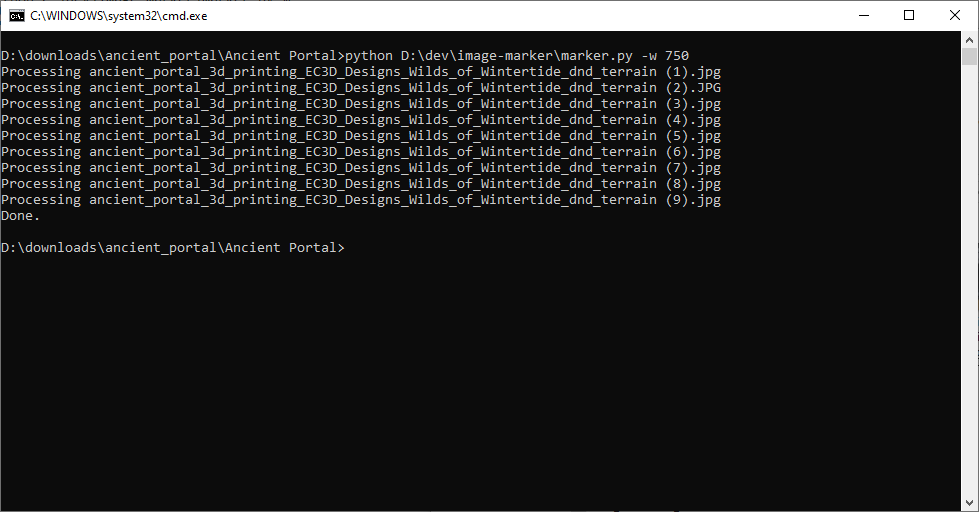 C:\WINDOWS\system32\cmd.exe
D:\downloads\ancient_portal\Ancient Portal>python D:\dev\image-marker\marker.py -w 750
Processing ancient_portal_3d_printing_EC3D_Designs_Wilds_of_Wintertide_dnd_terrain (1).jpg
Processing ancient_portal_3d_printing_EC3D_Designs_Wilds_of_Wintertide_dnd_terrain (2).JPG
Processing ancient_portal_3d_printing_EC3D_Designs_Wilds_of_Wintertide_dnd_terrain (3).jpg
Processing ancient_portal_3d_printing_EC3D_Designs_Wilds_of_Wintertide_dnd_terrain (4).jpg
Processing ancient_portal_3d_printing_EC3D_Designs_Wilds_of_Wintertide_dnd_terrain (5).jpg
Processing ancient_portal_3d_printing_EC3D_Designs_Wilds_of_Wintertide_dnd_terrain (6).jpg
Processing ancient_portal_3d_printing_EC3D_Designs_Wilds_of_Wintertide_dnd_terrain (7).jpg
Processing ancient_portal_3d_printing_EC3D_Designs_Wilds_of_Wintertide_dnd_terrain (8).jpg
Processing ancient_portal_3d_printing_EC3D_Designs_Wilds_of_Wintertide_dnd_terrain (9).jpg
Done.
D:\downloads\ancient_portal\Ancient Portal>